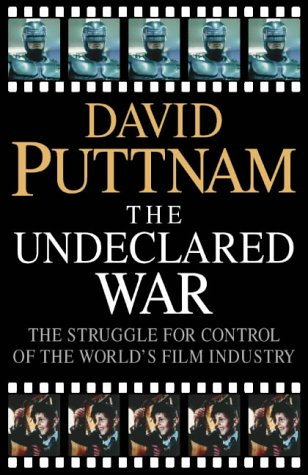 DAVID
PUTTNAM
THE
UNDECLARED
WAR
THE STRUGGLE FOR CONTROL
OF THE WORLD'S FILM INDUSTRY